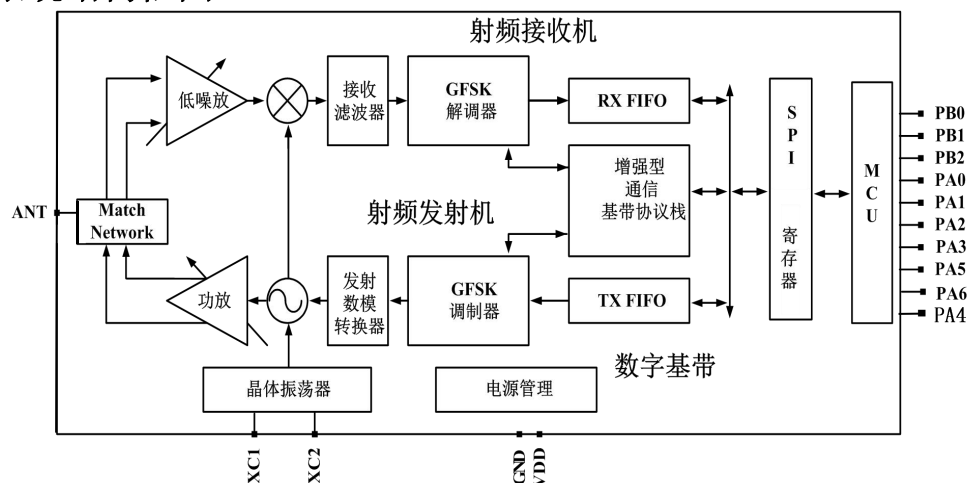 射频接收机
低噪放
接收
滤波器
GFSK
解调器
RX FIFO
S
P
I
寄
存
器
M
C
U
PB0
PB1
PB2
PA0
PA1
PA2
PA3
PA5
PA6
PA4
增强型
通信
基带协议栈
ANT
Match
Network
射频发射机
功放
发射
数模
转换器
GFSK
调制器
TX FIFO
数字基带
晶体振荡器
电源管理
XC1
XC2
GND
VDD